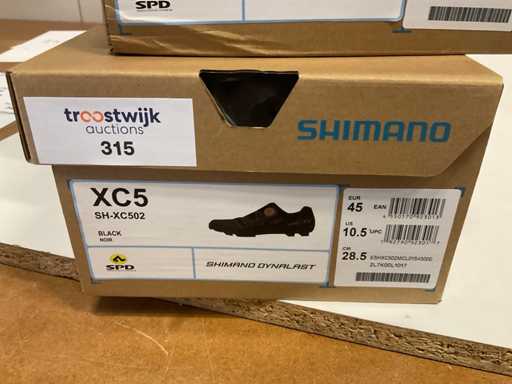 SPD
SHIMANO
troostwijk
auctions
315
SHIMANO
XC5
SH-XC502
BLACK
NOIR
SPD
SHIMANO DYNALAST
EUR
45
EAN
US
10.5
UPC
CM
28.5